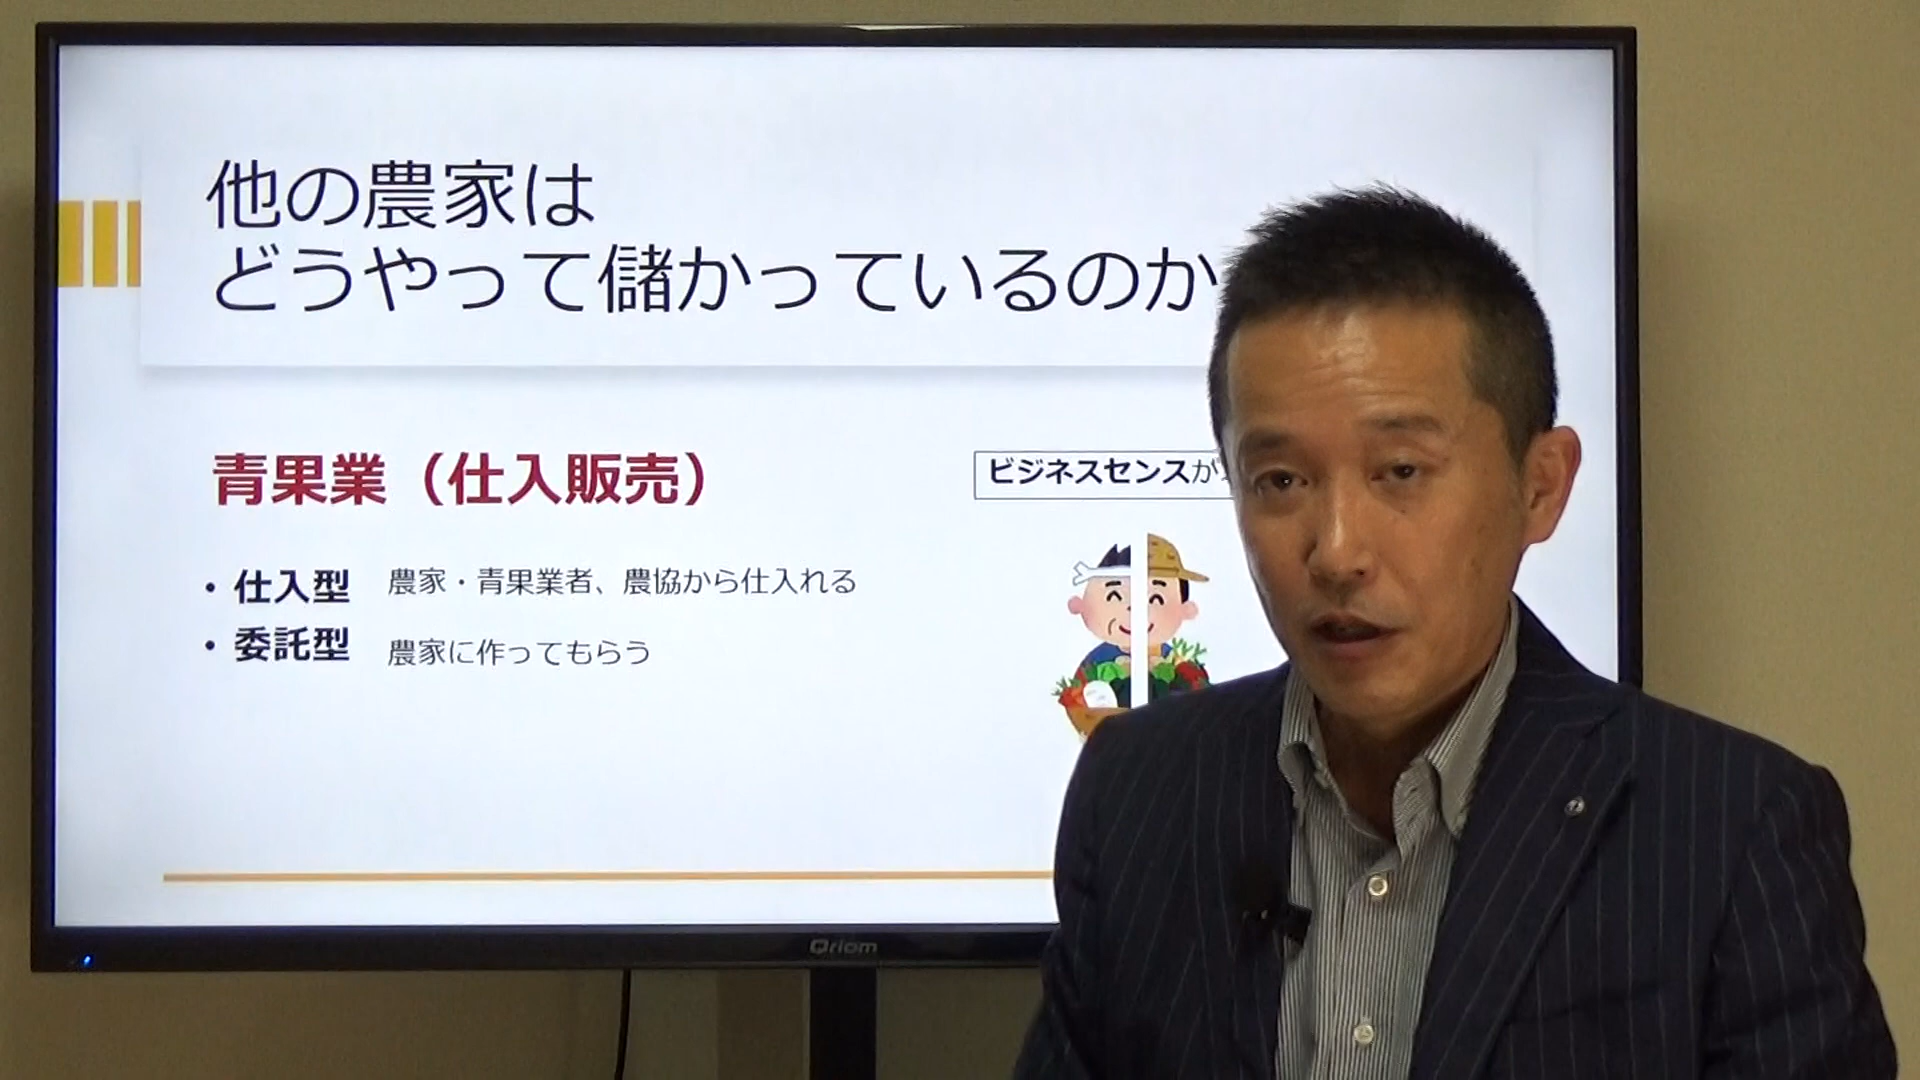 他の農家は
どうやって儲かっているのか
青果業（仕入販売）
ビジネスセンスが
・仕入型 農家・青果業者、農協から仕入れる
・委託型 農家に作ってもらう
Qriom